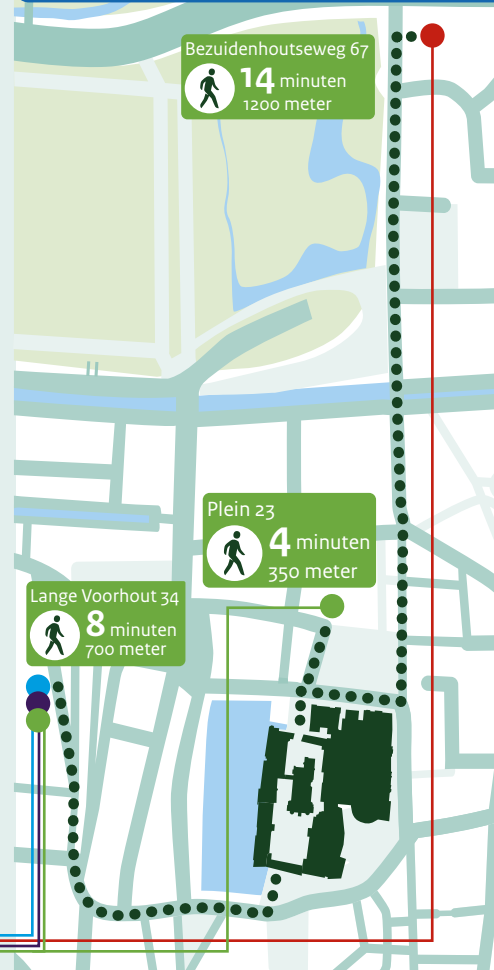 Bezuidenhoutseweg 67
14 minuten
1200 meter
Plein 23
4 minuten
350 meter
Lange Voorhout 34
8 minuten
700 meter